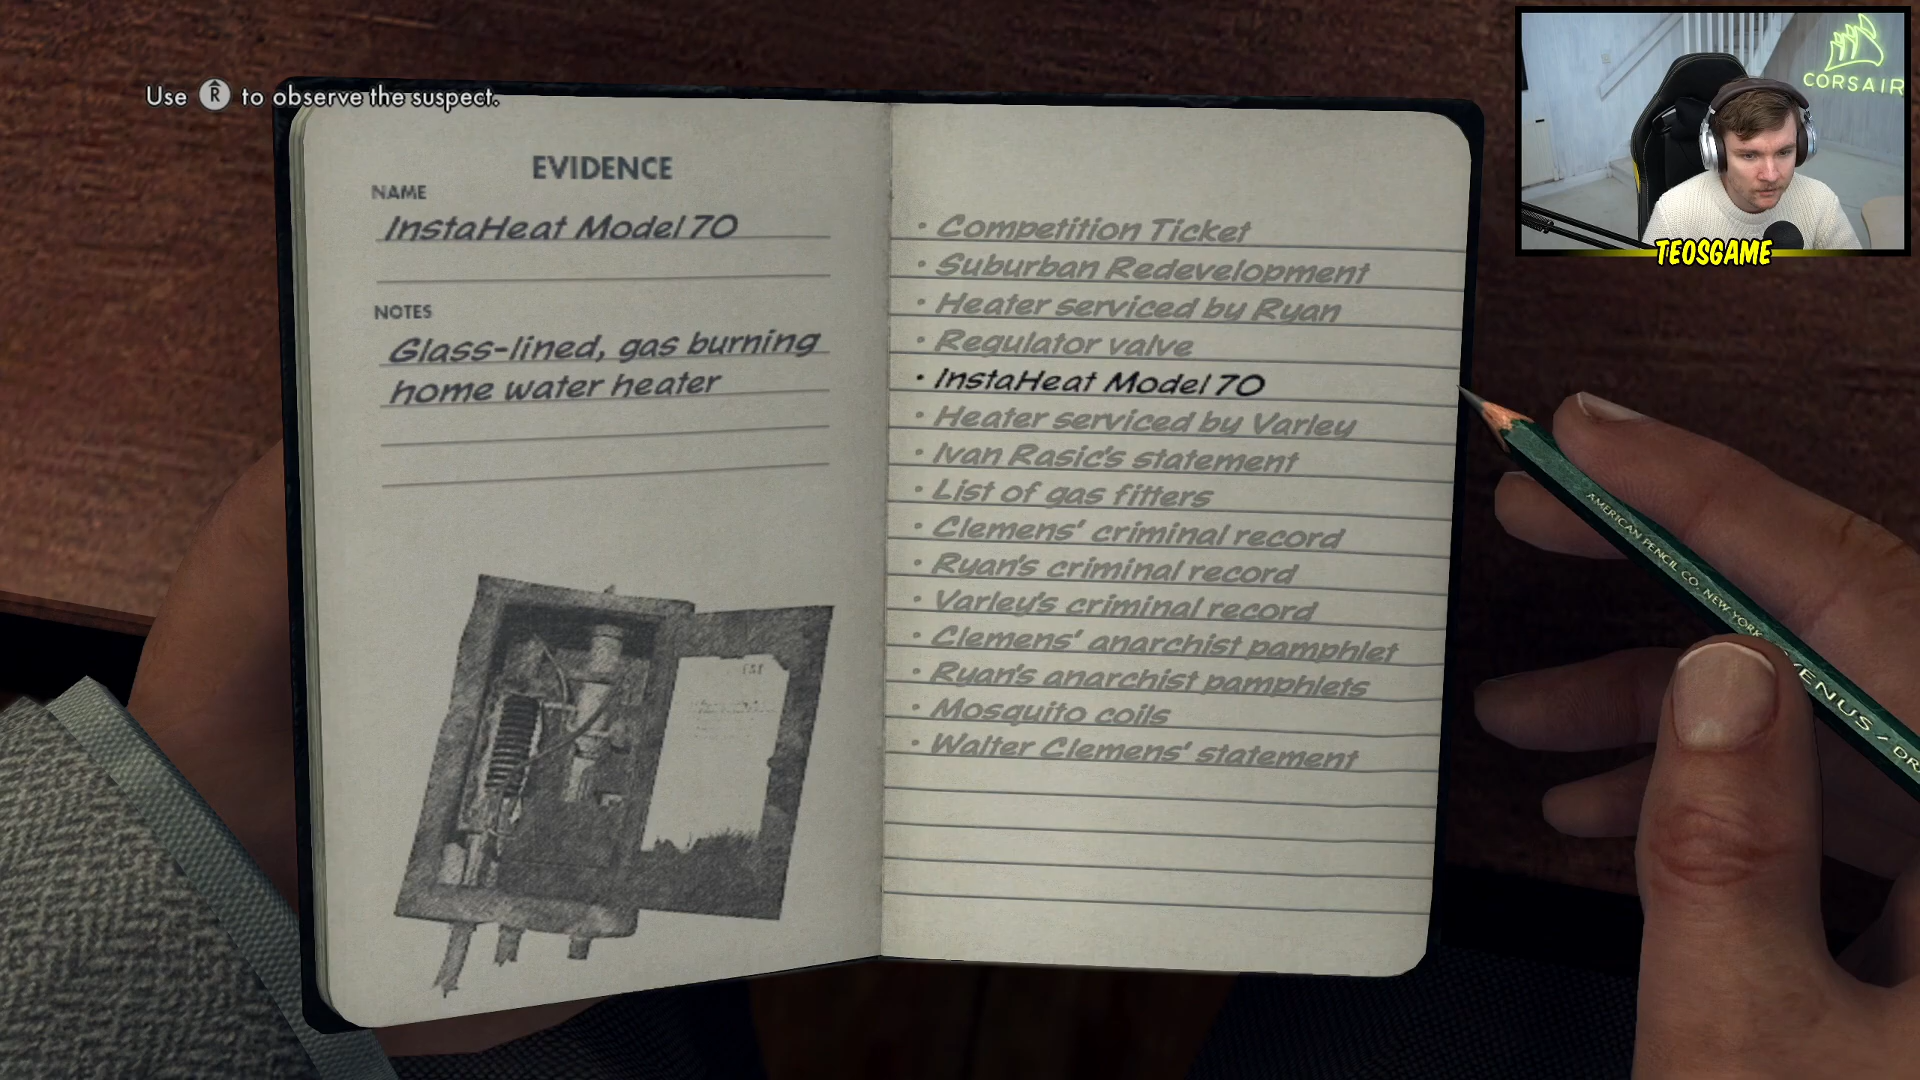 Use R to observe the suspect.
EVIDENCE
NAME
InstaHeat Model 70
NOTES
Glass-lined, gas burning
home water heater
• Competition Ticket
• Suburban Redevelopment
• Heater serviced by Ryan
• Regulator valve
• InstaHeat Model 70
• Heater serviced by Varley
• Ivan Rasic's statement
• List of gas fitters
• Clemens' criminal record
• Ryan's criminal record
• Varley's criminal record
• Clemens' anarchist pamphlet
• Ryan's anarchist pamphlets
• Mosquito coils
• Walter Clemens' statement
AMERICAN PENCIL CO. NEW YORK
VENUS / DR
CORSAIR
TEOSGAME